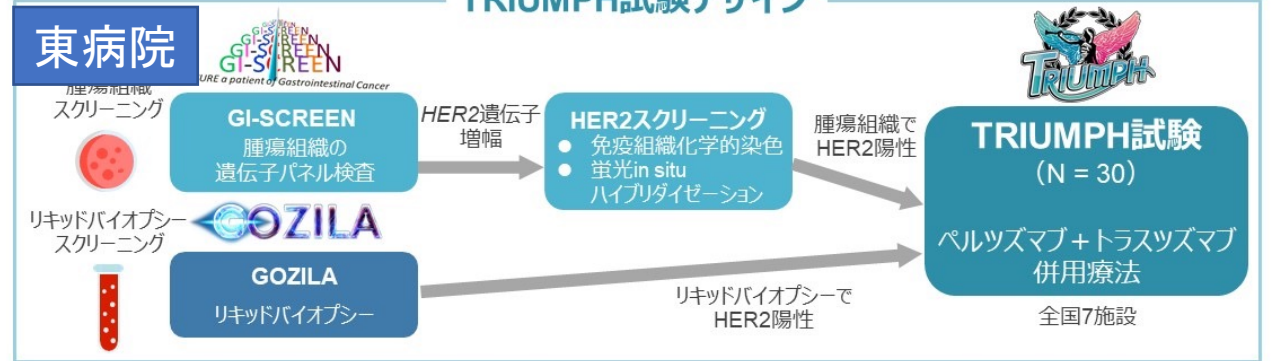 TRIUMPH試験デザイン
東病院
GI-SCREEN
GI-SCREEN
GI-SCREEN
GI-SCREEN
URE a patient of Gastrointestinal Cancer
腫瘍組織
スクリーニング
GI-SCREEN
腫瘍組織の
遺伝子パネル検査
HER2遺伝子
増幅
HER2スクリーニング
● 免疫組織化学的染色
● 蛍光in situ
ハイブリダイゼーション
腫瘍組織で
HER2陽性
TRIUMPH
TRIUMPH試験
(N = 30)
ペルツズマブ+トラスツズマブ
併用療法
全国7施設
リキッドバイオプシー
スクリーニング
GOZILA
GOZILA
リキッドバイオプシー
リキッドバイオプシーで
HER2陽性